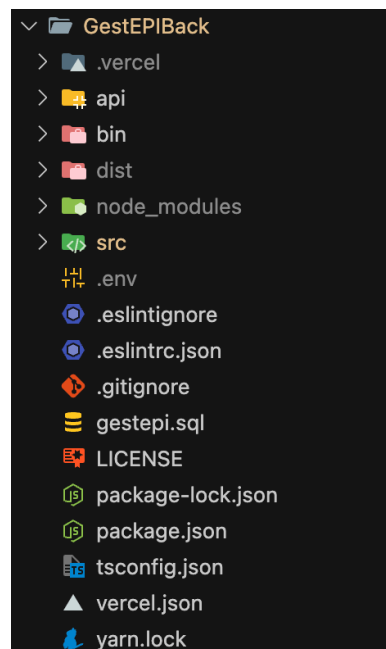 GestEPIBack
.vercel
api
bin
dist
node_modules
src
.env
.eslintignore
.eslintrc.json
.gitignore
gestepi.sql
LICENSE
package-lock.json
package.json
tsconfig.json
vercel.json
yarn.lock